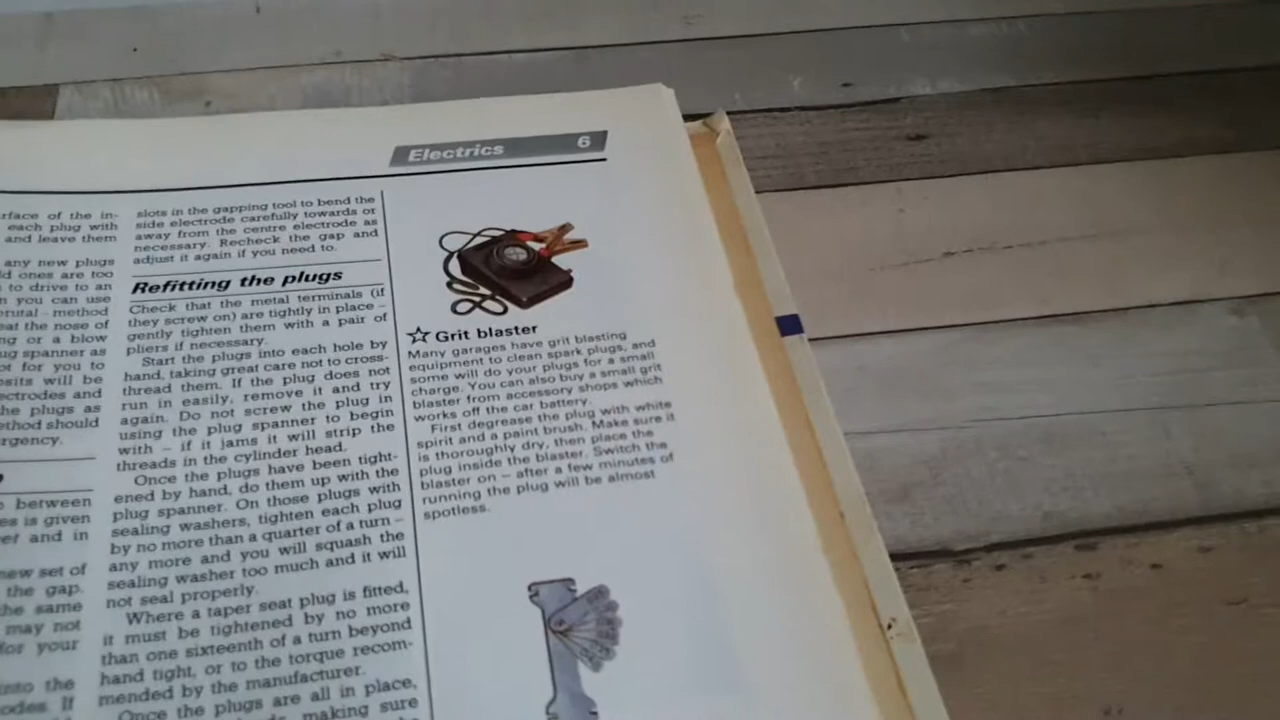 Electrics 6
rface of the in-
each plug with
and leave them
any new plugs
ld ones are too
to drive to an
n you can use
brutal - method
eat the nose of
ng or a blow
ug spanner as
ot for you to
osits will be
ectrodes and
he plugs as
ethod should
rgency.
between
es is given
et and in
new set of
the gap.
the same
may not
for your
into the
odes. If
slots in the gapping tool to bend the
side electrode carefully towards or
away from the centre electrode as
necessary. Recheck the gap and
adjust it again if you need to.
Refitting the plugs
Check that the metal terminals (if
they screw on) are tightly in place –
gently tighten them with a pair of
pliers if necessary.
Start the plugs into each hole by
hand, taking great care not to cross-
thread them. If the plug does not
run in easily, remove it and try
again. Do not screw the plug in
using the plug spanner to begin
with – if it jams it will strip the
threads in the cylinder head.
Once the plugs have been tight-
ened by hand, do them up with the
plug spanner. On those plugs with
sealing washers, tighten each plug
by no more than a quarter of a turn –
any more and you will squash the
sealing washer too much and it will
not seal properly.
Where a taper seat plug is fitted,
it must be tightened by no more
than one sixteenth of a turn beyond
hand tight, or to the torque recom-
mended by the manufacturer.
Once the plugs are all in place,
making sure
☆ Grit blaster
Many garages have grit blasting
equipment to clean spark plugs, and
some will do your plugs for a small
charge. You can also buy a small grit
blaster from accessory shops which
works off the car battery.
First degrease the plug with white
spirit and a paint brush. Make sure it
is thoroughly dry, then place the
plug inside the blaster. Switch the
blaster on – after a few minutes of
running the plug will be almost
spotless.